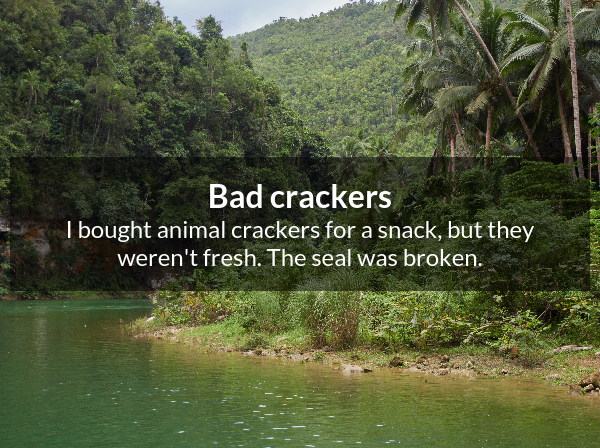 Bad crackers
I bought animal crackers for a snack, but they
weren't fresh. The seal was broken.